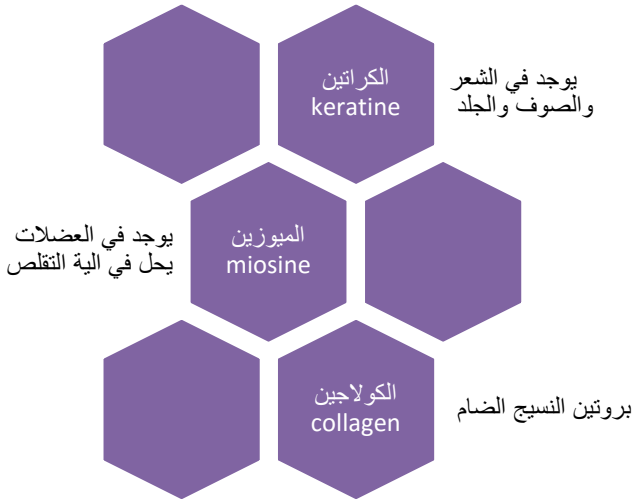 الكراتين
keratine
يوجد في الشعر
والصوف والجلد
الميوزين
miosine
يوجد في العضلات
يحل في الية التقلص
الكولاجين
collagen
بروتين النسيج الضام